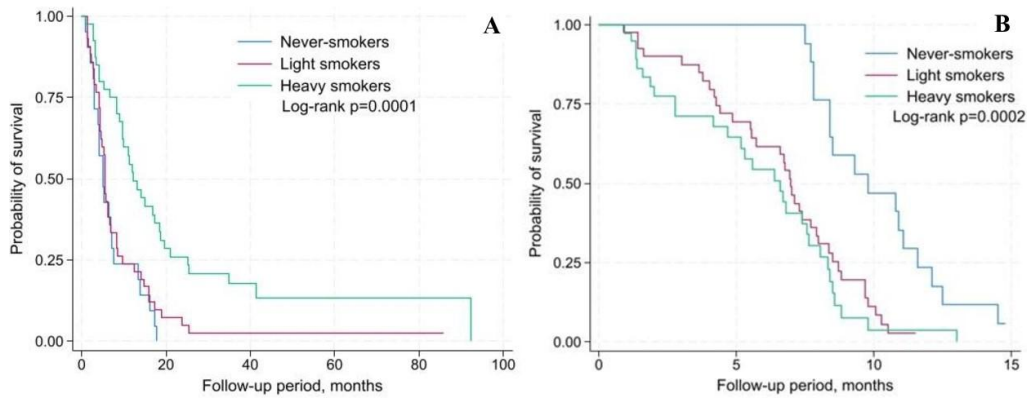 A
1.00
0.75
0.50
0.25
0.00
Probability of survival
Never-smokers
Light smokers
Heavy smokers
Log-rank p=0.0001
0 20 40 60 80 100
Follow-up period, months
B
1.00
0.75
0.50
0.25
0.00
Probability of survival
Never-smokers
Light smokers
Heavy smokers
Log-rank p=0.0002
0 5 10 15
Follow-up period, months